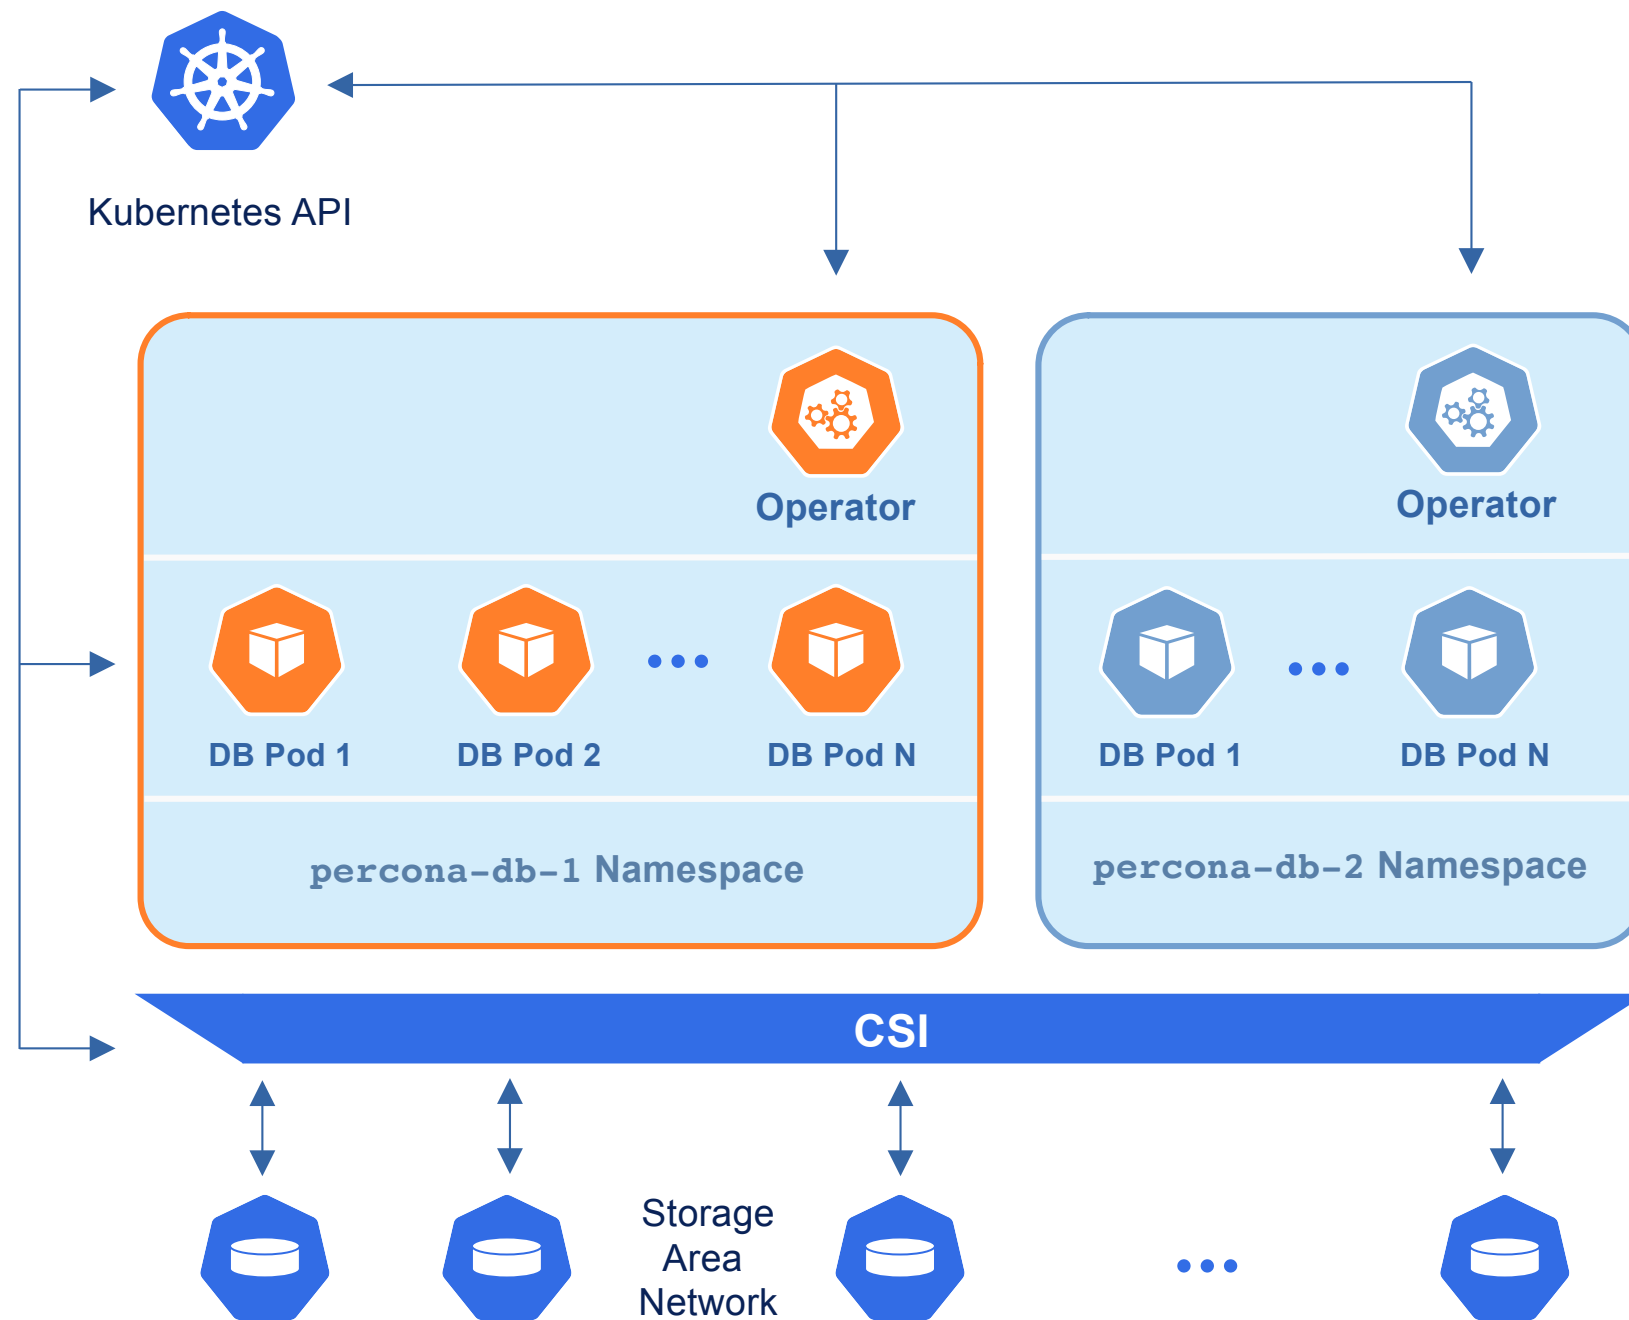 Kubernetes API
Operator
Operator
DB Pod 1
DB Pod 2
DB Pod N
DB Pod 1
DB Pod N
percona-db-1 Namespace
percona-db-2 Namespace
CSI
Storage
Area
Network